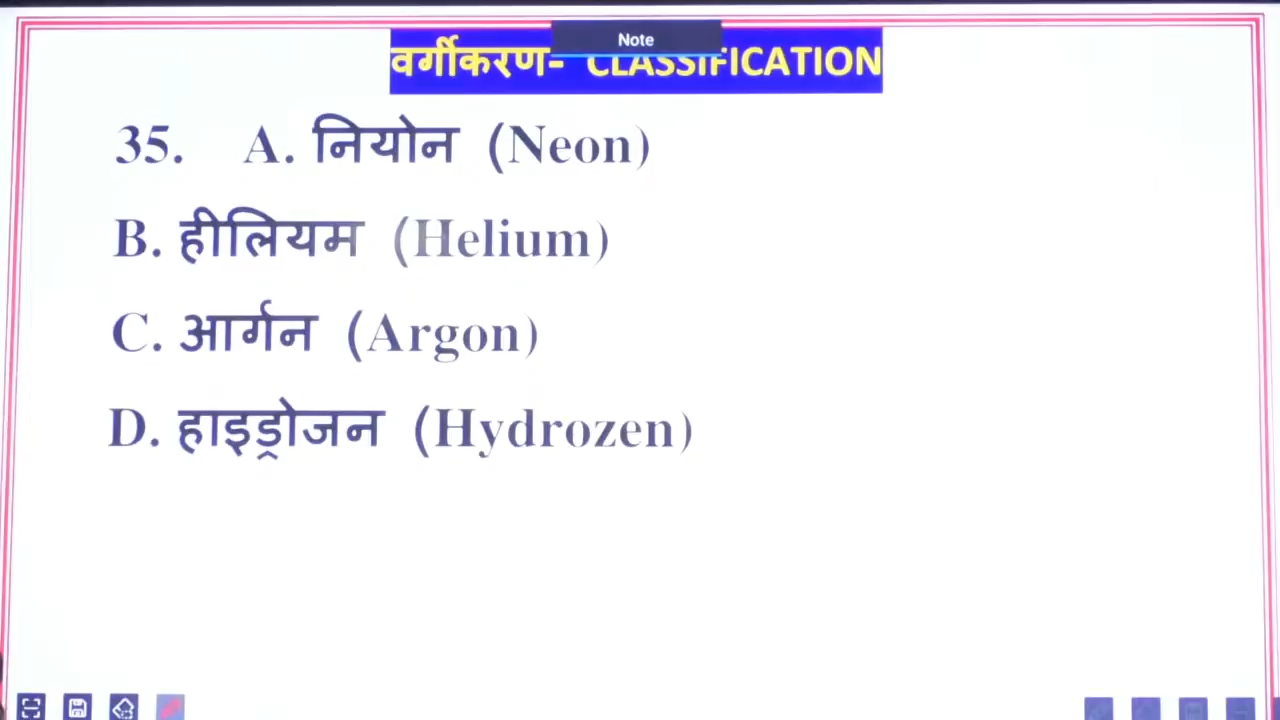 Note
वर्गीकरण- CLASSIFICATION
35. A. नियोन (Neon)
B. हीलियम (Helium)
C. आर्गन (Argon)
D. हाइड्रोजन (Hydrozen)